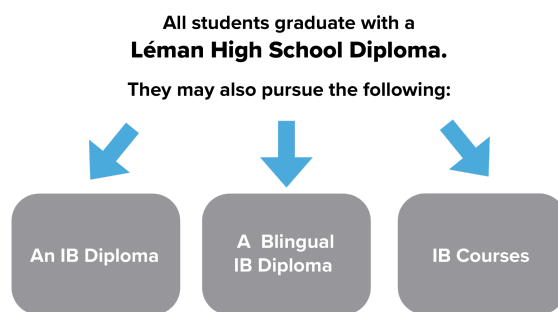 All students graduate with a
Léman High School Diploma.
They may also pursue the following:
An IB Diploma
A Blingual
IB Diploma
IB Courses